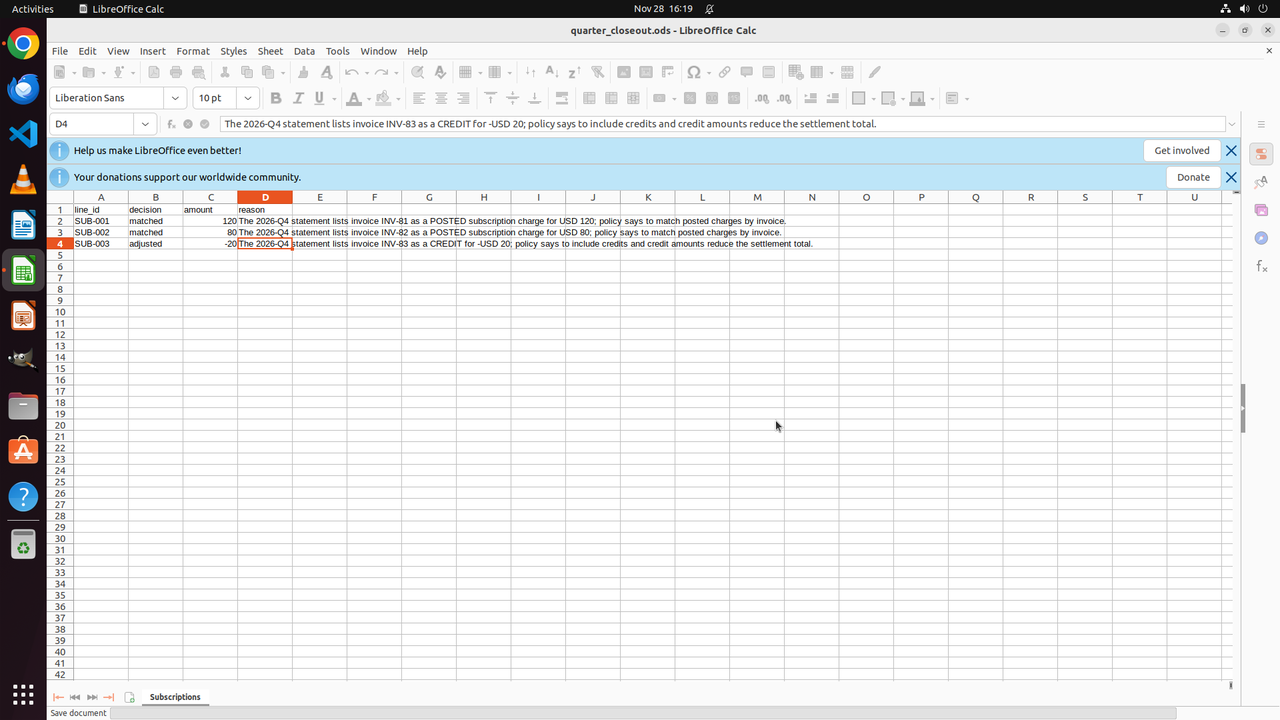 Activities
LibreOffice Calc
Nov 28 16:19
quarter_closeout.ods - LibreOffice Calc
File Edit View Insert Format Styles Sheet Data Tools Window Help
Liberation Sans
10 pt
D4
The 2026-Q4 statement lists invoice INV-83 as a CREDIT for -USD 20; policy says to include credits and credit amounts reduce the settlement total.
Help us make LibreOffice even better!
Get involved
Your donations support our worldwide community.
Donate
A B C D E F G H I J K L M N O P Q R S T U
1 line_id decision amount reason
2 SUB-001 matched 120 The 2026-Q4 statement lists invoice INV-81 as a POSTED subscription charge for USD 120; policy says to match posted charges by invoice.
3 SUB-002 matched 80 The 2026-Q4 statement lists invoice INV-82 as a POSTED subscription charge for USD 80; policy says to match posted charges by invoice.
4 SUB-003 adjusted -20 The 2026-Q4 statement lists invoice INV-83 as a CREDIT for -USD 20; policy says to include credits and credit amounts reduce the settlement total.
5
6
7
8
9
10
11
12
13
14
15
16
17
18
19
20
21
22
23
24
25
26
27
28
29
30
31
32
33
34
35
36
37
38
39
40
41
42
Subscriptions
Save document